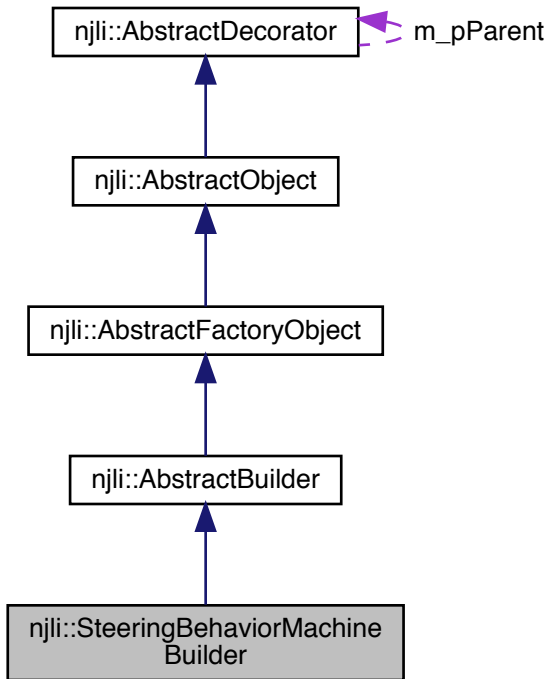 njli::AbstractDecorator
m_pParent
njli::AbstractObject
njli::AbstractFactoryObject
njli::AbstractBuilder
njli::SteeringBehaviorMachine
Builder